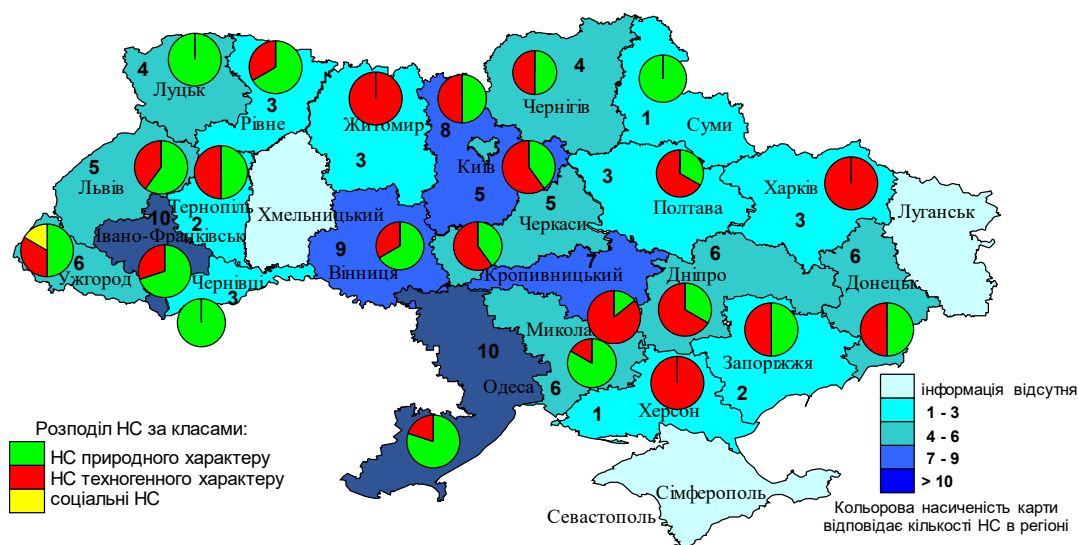 4
Луцьк
3
Рівне
Житомир
3
8
Київ
5
4
Чернігів
1
Суми
5
Львів
Тернопіль
2
10
Івано-Франківськ
Хмельницький
6
Ужгород
Чернівці
3
9
Вінниця
5
Черкаси
3
Полтава
Харків
3
Луганськ
7
Кропивницький
Дніпро
6
6
Донецьк
Микола
6
10
Одеса
1
Херсон
Запоріжжя
2
Сімферополь
Севастополь
Розподіл НС за класами:
НС природного характеру
НС техногенного характеру
соціальні НС
інформація відсутня
1 - 3
4 - 6
7 - 9
> 10
Кольорова насиченість карти
відповідає кількості НС в регіоні